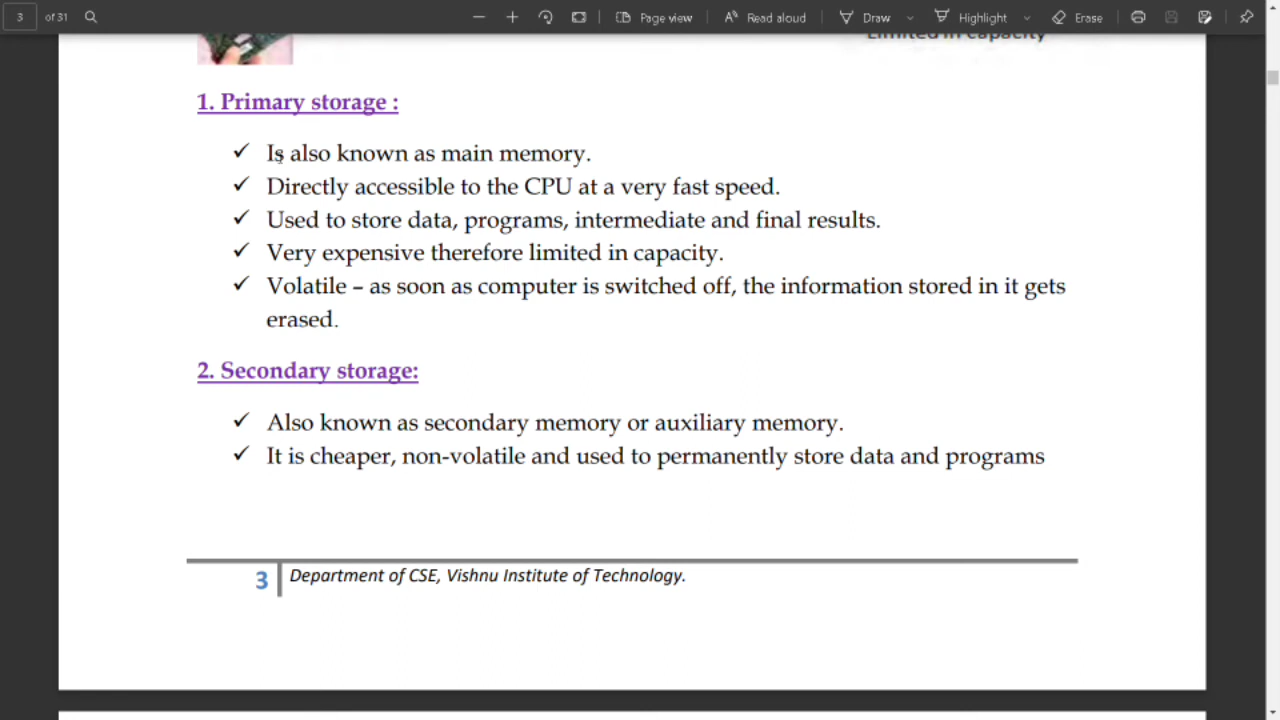 3 of 31 Page view Read aloud Draw Highlight Erase
Limited in capacity
1. Primary storage :
✓ Is also known as main memory.
✓ Directly accessible to the CPU at a very fast speed.
✓ Used to store data, programs, intermediate and final results.
✓ Very expensive therefore limited in capacity.
✓ Volatile – as soon as computer is switched off, the information stored in it gets
erased.
2. Secondary storage:
✓ Also known as secondary memory or auxiliary memory.
✓ It is cheaper, non-volatile and used to permanently store data and programs
3 Department of CSE, Vishnu Institute of Technology.